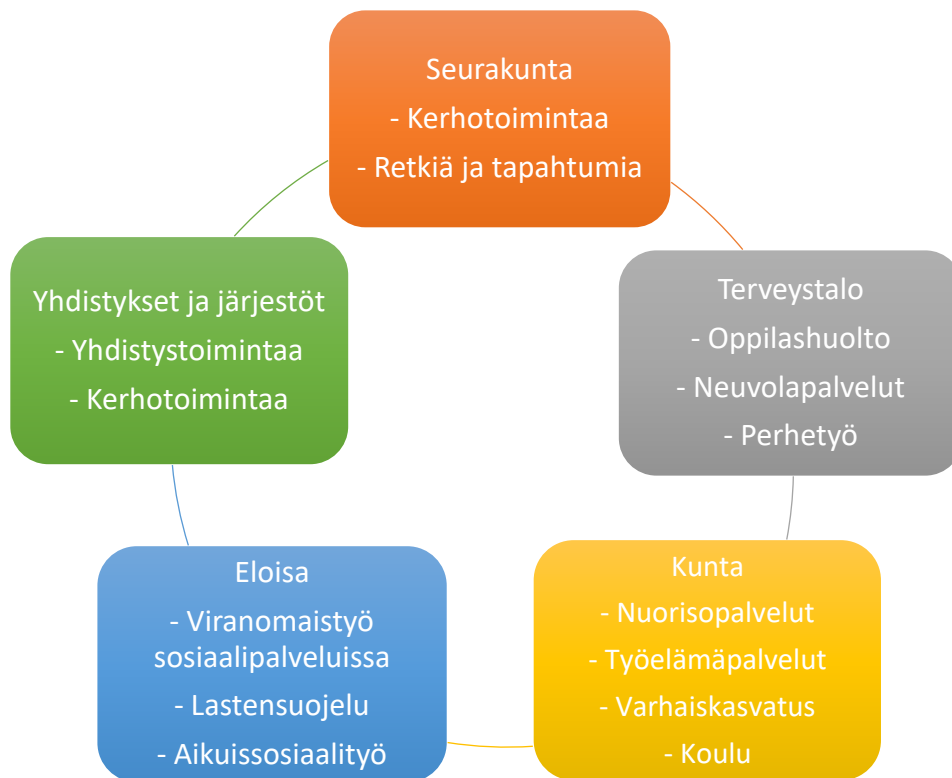 Seurakunta
- Kerhotoimintaa
- Retkiä ja tapahtumia
Terveystalo
- Oppilashuolto
- Neuvolapalvelut
- Perhetyö
Kunta
- Nuorisopalvelut
- Työelämäpalvelut
- Varhaiskasvatus
- Koulu
Eloisa
- Viranomaistyö
sosiaalipalveluissa
- Lastensuojelu
- Aikuissosiaalityö
Yhdistykset ja järjestöt
- Yhdistystoimintaa
- Kerhotoimintaa